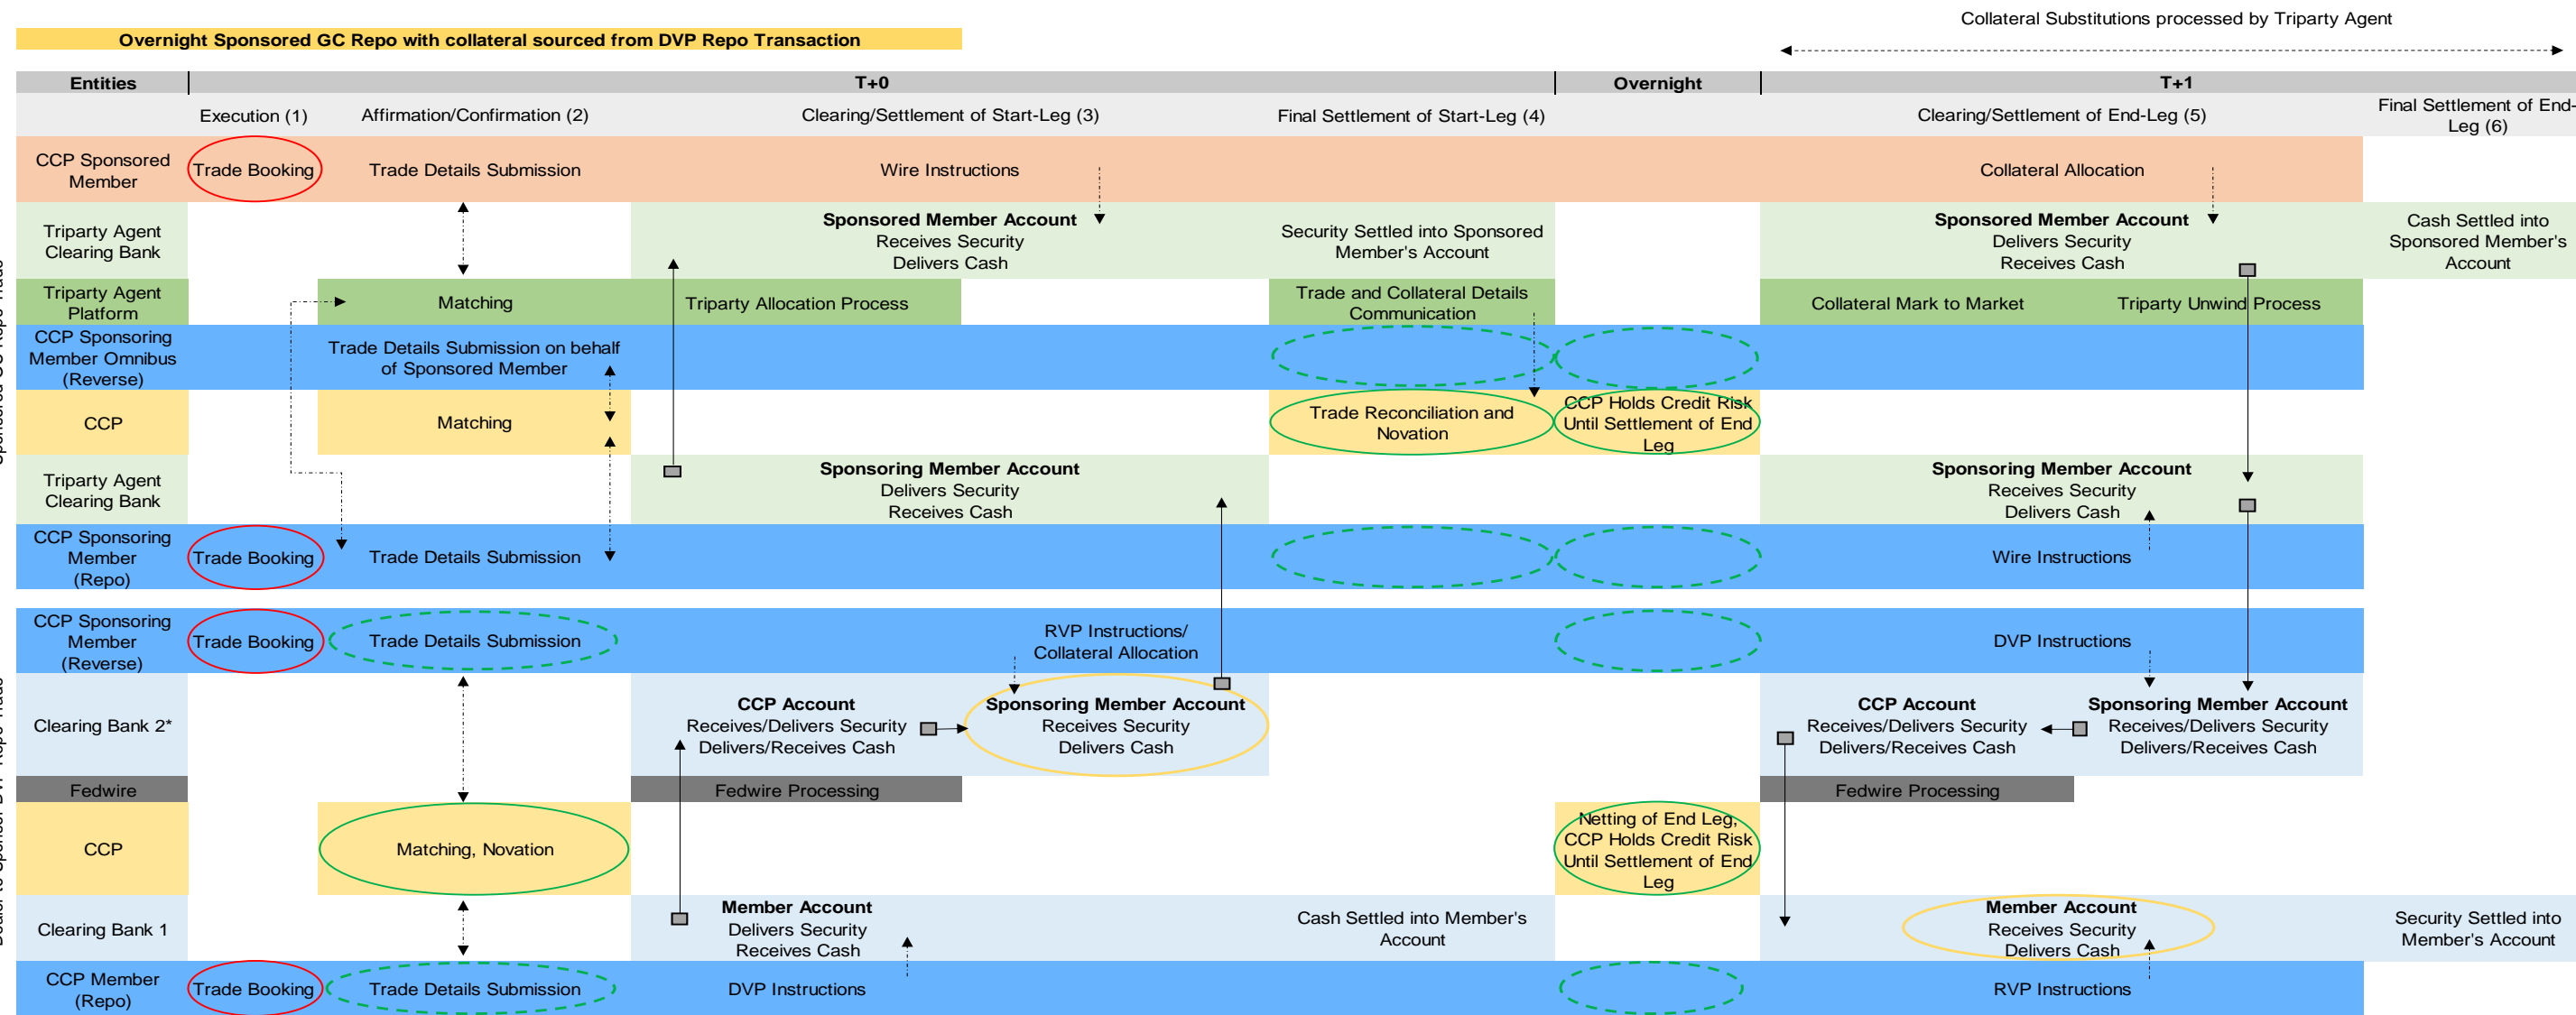 Collateral Substitutions processed by Triparty Agent
Overnight Sponsored GC Repo with collateral sourced from DVP Repo Transaction
Entities
T+0
Overnight
T+1
Execution (1)
Affirmation/Confirmation (2)
Clearing/Settlement of Start-Leg (3)
Final Settlement of Start-Leg (4)
Clearing/Settlement of End-Leg (5)
Final Settlement of End-
Leg (6)
CCP Sponsored
Member
Trade Booking
Trade Details Submission
Wire Instructions
Collateral Allocation
Triparty Agent
Clearing Bank
Sponsored Member Account
Receives Security
Delivers Cash
Security Settled into Sponsored
Member's Account
Sponsored Member Account
Delivers Security
Receives Cash
Cash Settled into
Sponsored Member's
Account
Triparty Agent
Platform
Matching
Triparty Allocation Process
Trade and Collateral Details
Communication
Collateral Mark to Market
Triparty Unwind Process
CCP Sponsoring
Member Omnibus
(Reverse)
Trade Details Submission on behalf
of Sponsored Member
CCP
Matching
Trade Reconciliation and
Novation
CCP Holds Credit Risk
Until Settlement of End
Leg
Triparty Agent
Clearing Bank
Sponsoring Member Account
Delivers Security
Receives Cash
Sponsoring Member Account
Receives Security
Delivers Cash
CCP Sponsoring
Member
(Repo)
Trade Booking
Trade Details Submission
Wire Instructions
CCP Sponsoring
Member
(Reverse)
Trade Booking
Trade Details Submission
RVP Instructions/
Collateral Allocation
DVP Instructions
Clearing Bank 2*
CCP Account
Receives/Delivers Security
Delivers/Receives Cash
Sponsoring Member Account
Receives Security
Delivers Cash
CCP Account
Receives/Delivers Security
Delivers/Receives Cash
Sponsoring Member Account
Receives/Delivers Security
Delivers/Receives Cash
Fedwire
Fedwire Processing
Fedwire Processing
CCP
Matching, Novation
Netting of End Leg,
CCP Holds Credit Risk
Until Settlement of End
Leg
Clearing Bank 1
Member Account
Delivers Security
Receives Cash
Cash Settled into Member's
Account
Member Account
Receives Security
Delivers Cash
Security Settled into
Member's Account
CCP Member
(Repo)
Trade Booking
Trade Details Submission
DVP Instructions
RVP Instructions